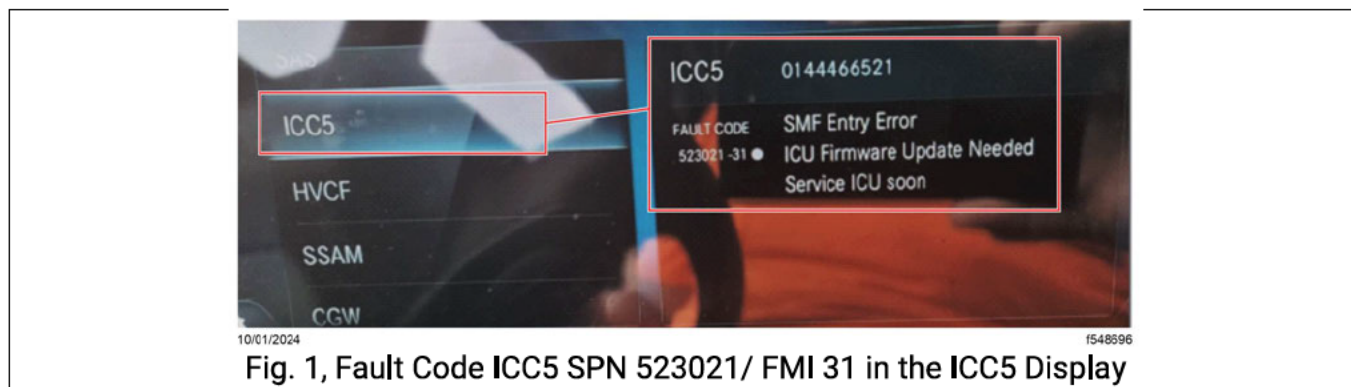 SAS
ICC5
HVCF
SSAM
CGW
ICC5 0144466521
FAULT CODE SMF Entry Error
523021 -31 ICU Firmware Update Needed
Service ICU soon
10/01/2024 f548696
Fig. 1, Fault Code ICC5 SPN 523021/ FMI 31 in the ICC5 Display